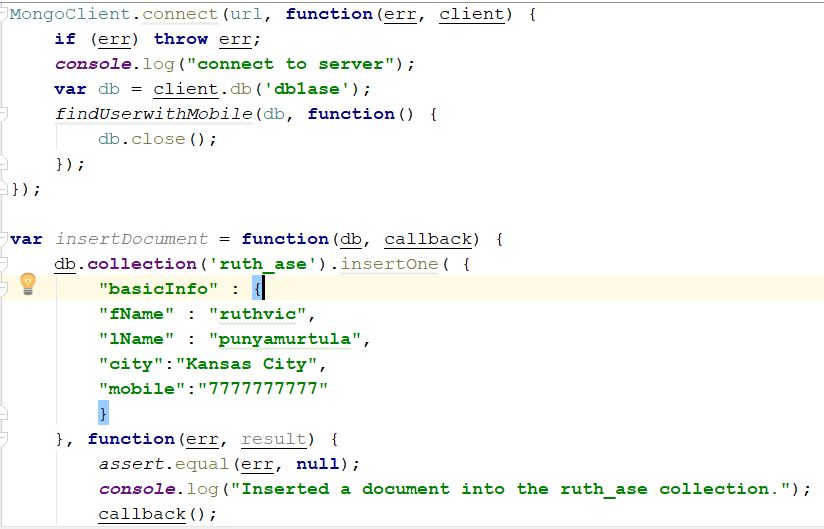 MongoClient.connect(url, function(err, client) {
    if (err) throw err;
    console.log("connect to server");
    var db = client.db('db1ase');
    findUserwithMobile(db, function() {
        db.close();
    });
});

var insertDocument = function(db, callback) {
    db.collection('ruth_ase').insertOne( {
        "basicInfo" : {
        "fName" : "ruthvic",
        "lName" : "punyamurtula",
        "city":"Kansas City",
        "mobile":"7777777777"
        }
    }, function(err, result) {
        assert.equal(err, null);
        console.log("Inserted a document into the ruth_ase collection.");
        callback();